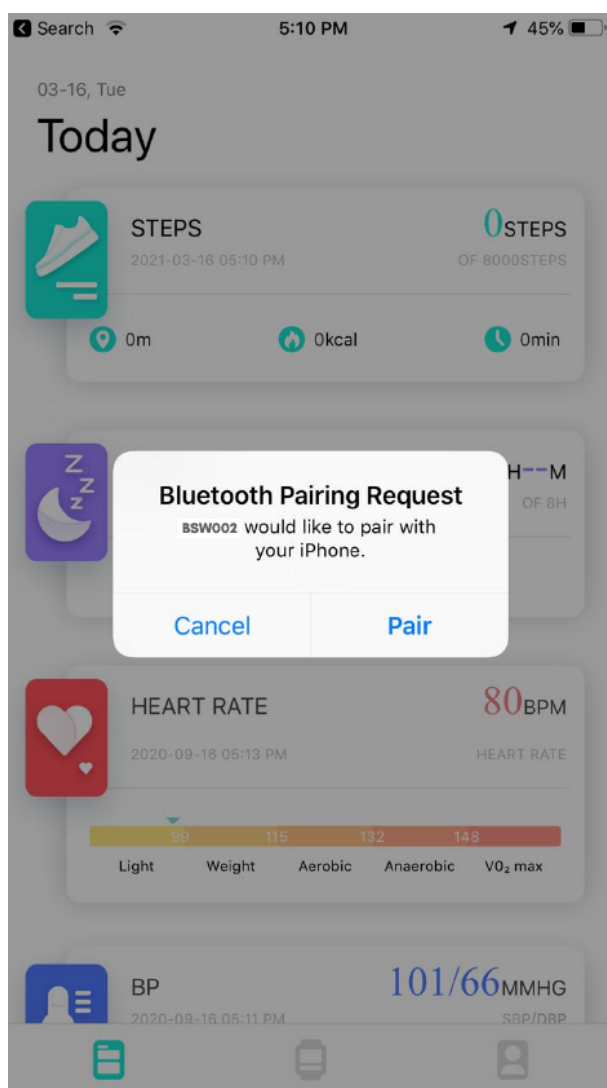 Search 5:10 PM 45%
03-16, Tue
Today
STEPS 0STEPS
2021-03-16 05:10 PM OF 8000STEPS
0m 0kcal 0min
Z
Z
Z
H--M
OF 8H
Bluetooth Pairing Request
BSW002 would like to pair with
your iPhone.
Cancel Pair
HEART RATE 80BPM
2020-09-16 05:13 PM HEART RATE
99 115 132 148
Light Weight Aerobic Anaerobic V0₂ max
BP 101/66MMHG
2020-09-16 05:11 PM SBP/DBP